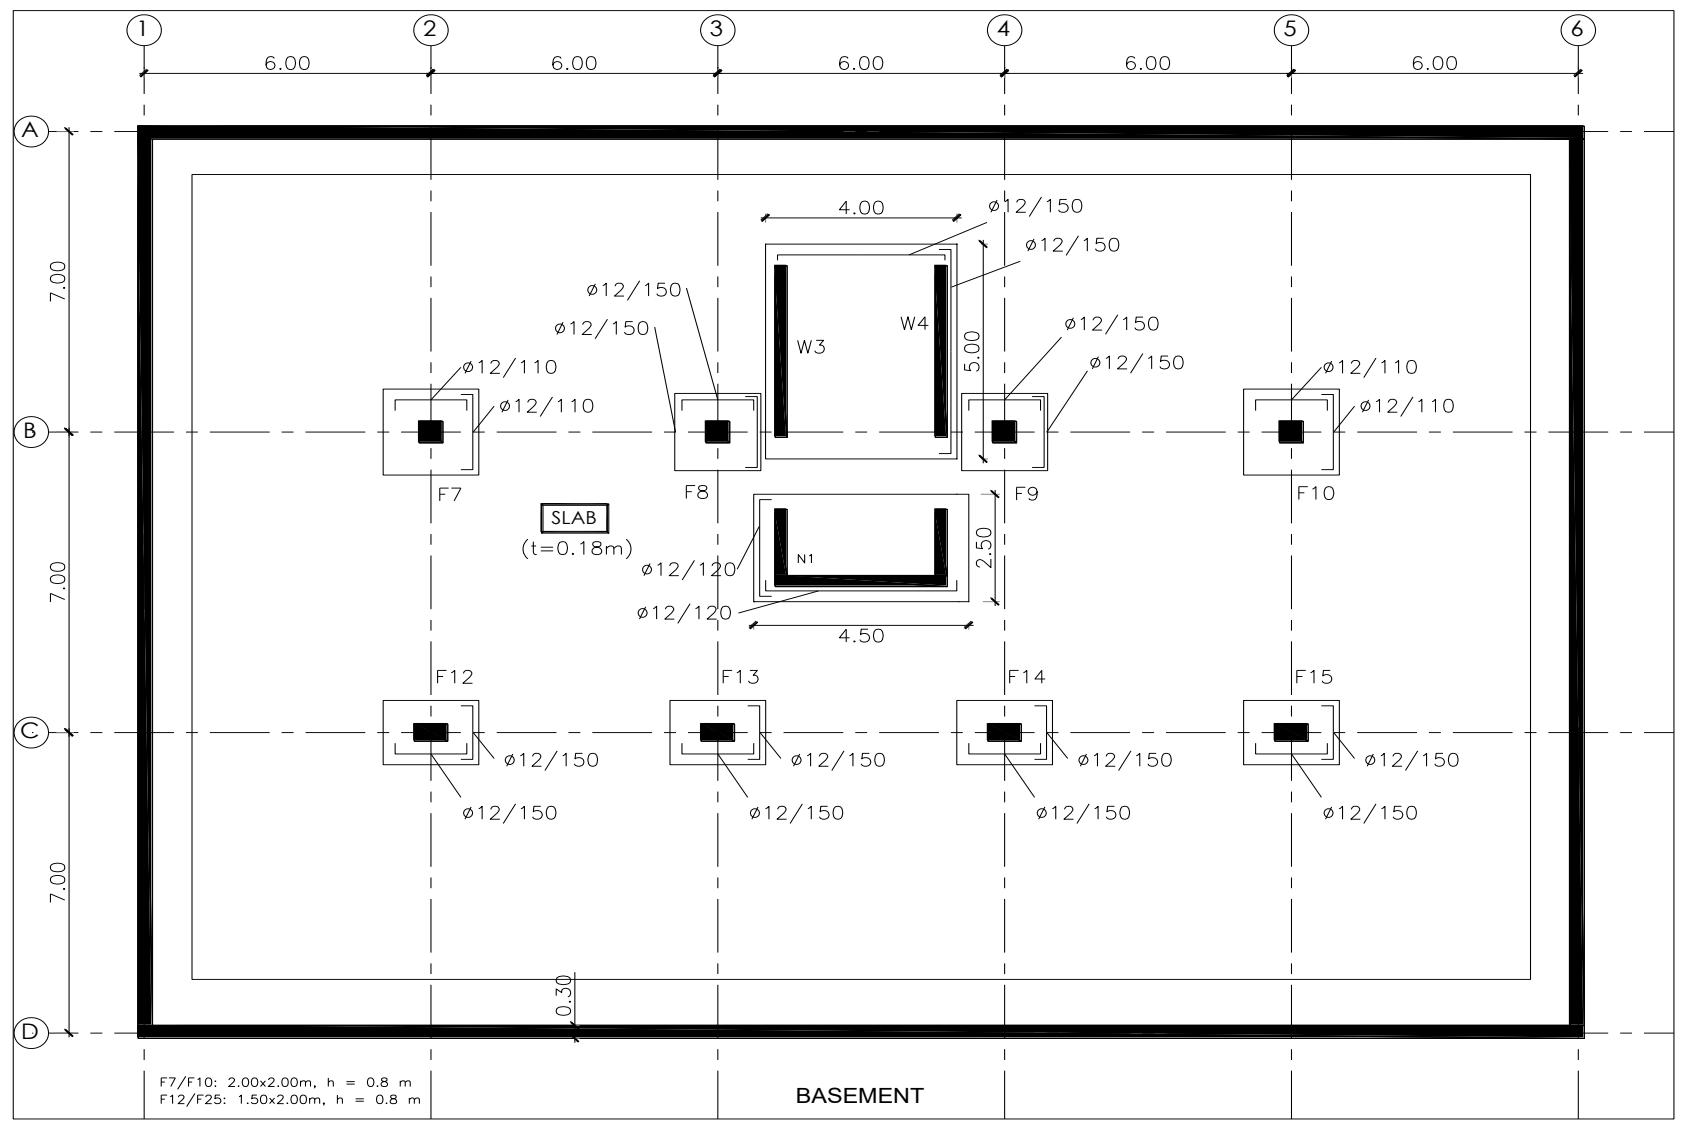 1 2 3 4 5 6
6.00 6.00 6.00 6.00 6.00
A
4.00 ø12/150
ø12/150
7.00
ø12/150
ø12/150 W4 ø12/150
W3 5.00
ø12/110 ø12/150 ø12/110
ø12/110 ø12/110
B
F7 F8 F9 F10
SLAB
(t=0.18m) 2.50
N1
7.00 ø12/120
ø12/120
4.50
F12 F13 F14 F15
C
ø12/150 ø12/150 ø12/150 ø12/150
ø12/150 ø12/150 ø12/150 ø12/150
7.00
0.30
D
F7/F10: 2.00x2.00m, h = 0.8 m
F12/F25: 1.50x2.00m, h = 0.8 m
BASEMENT